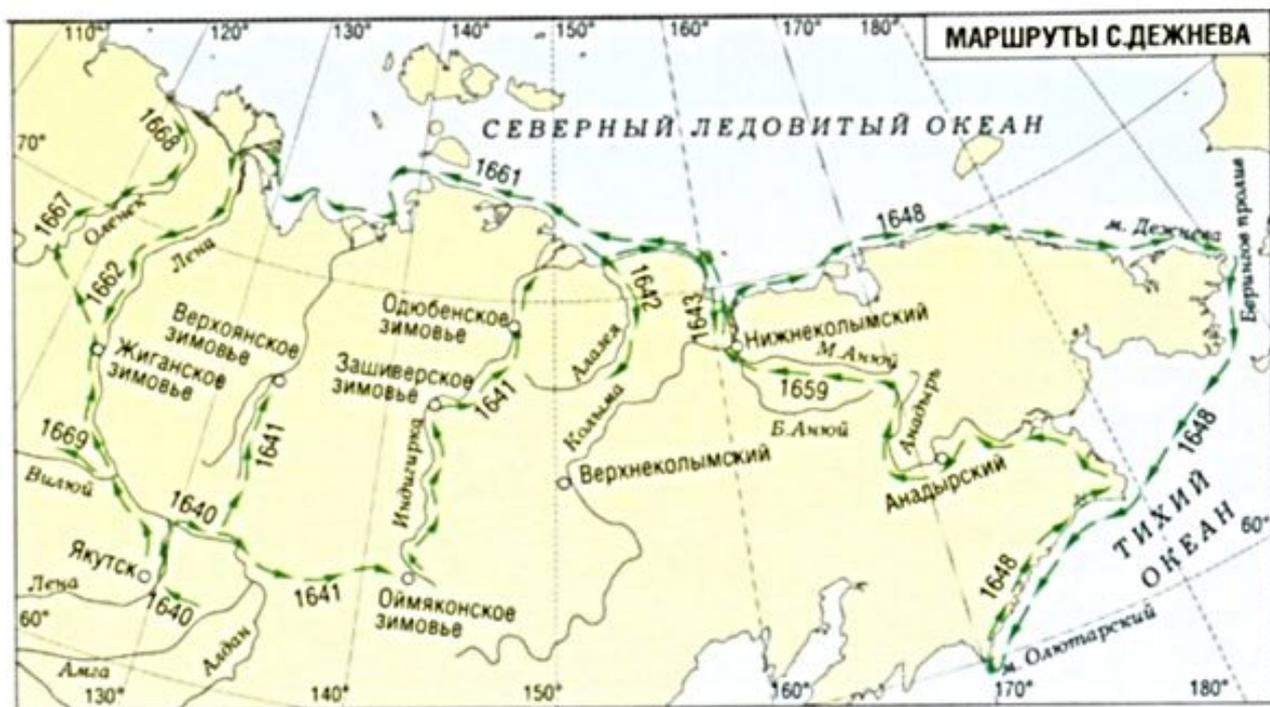 110°
120°
130°
140°
150°
160°
170°
180°
МАРШРУТЫ С.ДЕЖНЕВА
СЕВЕРНЫЙ ЛЕДОВИТЫЙ ОКЕАН
70°
1668
1661
1667
Оленек
1648
м. Дежнева
Берингов пролив
1662
Лена
1642
1643
Одюбенское
зимовье
Верхоянское
зимовье
Жиганское
зимовье
Зашиверское
зимовье
Алазея
Нижнеколымский
М.Анюй
1641
1659
Колыма
Б.Анюй
Анадырь
1669
1641
1648
Вилюй
Индигирка
Верхнеколымский
Анадырский
1640
ТИХИЙ
ОКЕАН
60°
Якутск
1648
Лена
1640
1641
Оймяконское
зимовье
60°
Амга
Алдан
м. Олютарский
130°
140°
150°
160°
170°
180°